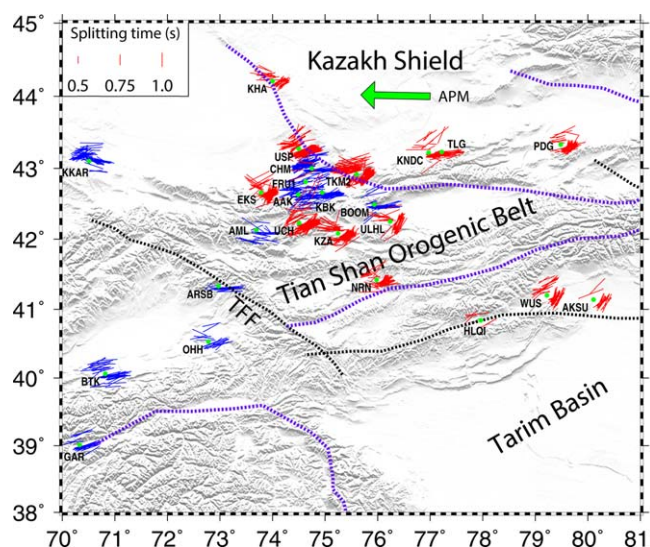 Splitting time (s)
0.5 0.75 1.0
45°
44°
43°
42°
41°
40°
39°
38°
Kazakh Shield
APM
KHA
KKAR
USP
CHM
ERU1
TKM2
TLG
KNDC
PDG
EKS
AAK
KBK
BOOM
AML
UCH
KZA
ULHL
Tian Shan Orogenic Belt
NRN
ARSB
TFF
WUS
AKSU
HLQI
OHH
BTK
Tarim Basin
GAR
70° 71° 72° 73° 74° 75° 76° 77° 78° 79° 80° 81°